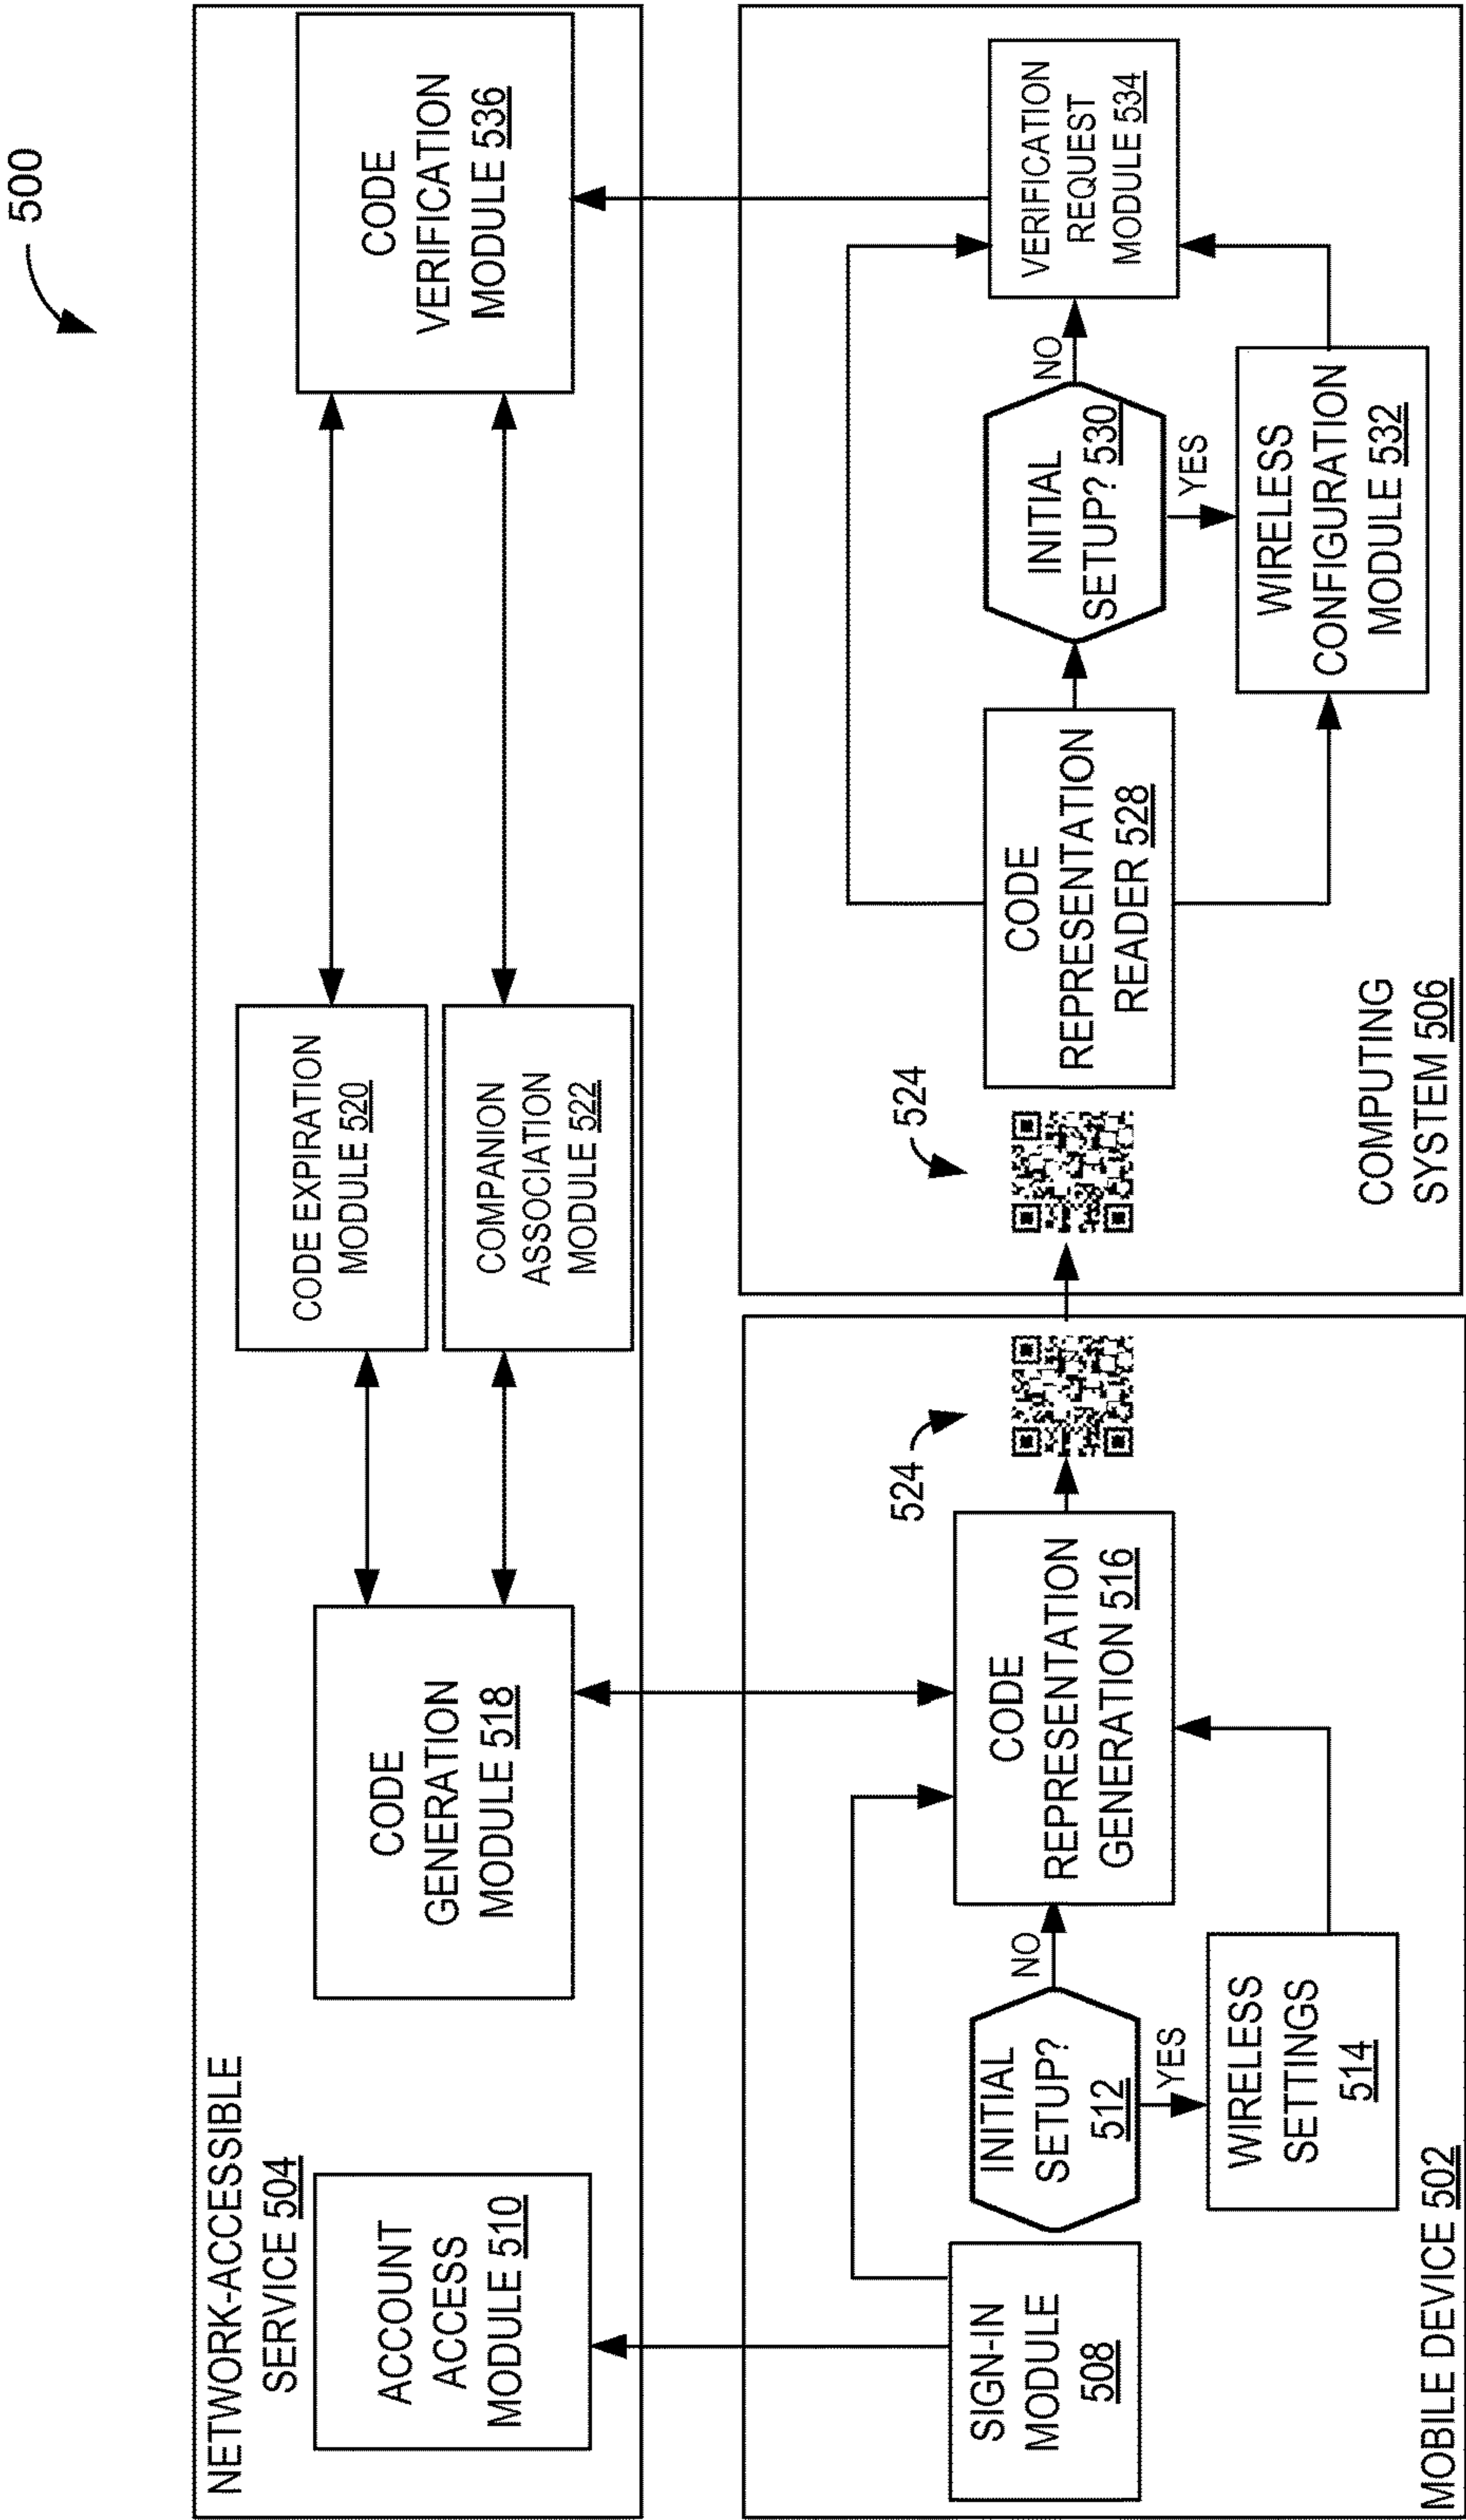 500
NETWORK-ACCESSIBLE
SERVICE 504
ACCOUNT
ACCESS
MODULE 510
CODE
GENERATION
MODULE 518
CODE EXPIRATION
MODULE 520
COMPANION
ASSOCIATION
MODULE 522
CODE
VERIFICATION
MODULE 536
SIGN-IN
MODULE
508
INITIAL
SETUP?
512
NO
YES
WIRELESS
SETTINGS
514
CODE
REPRESENTATION
GENERATION 516
524
MOBILE DEVICE 502
524
CODE
REPRESENTATION
READER 528
INITIAL
SETUP? 530
NO
YES
WIRELESS
CONFIGURATION
MODULE 532
VERIFICATION
REQUEST
MODULE 534
COMPUTING
SYSTEM 506